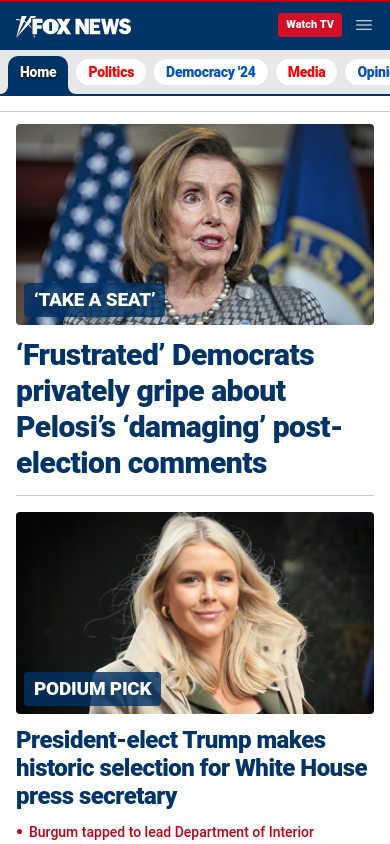 FOX NEWS
Watch TV
Home
Politics
Democracy '24
Media
Opini
‘TAKE A SEAT’
‘Frustrated’ Democrats
privately gripe about
Pelosi’s ‘damaging’ post-
election comments
PODIUM PICK
President-elect Trump makes
historic selection for White House
press secretary
• Burgum tapped to lead Department of Interior